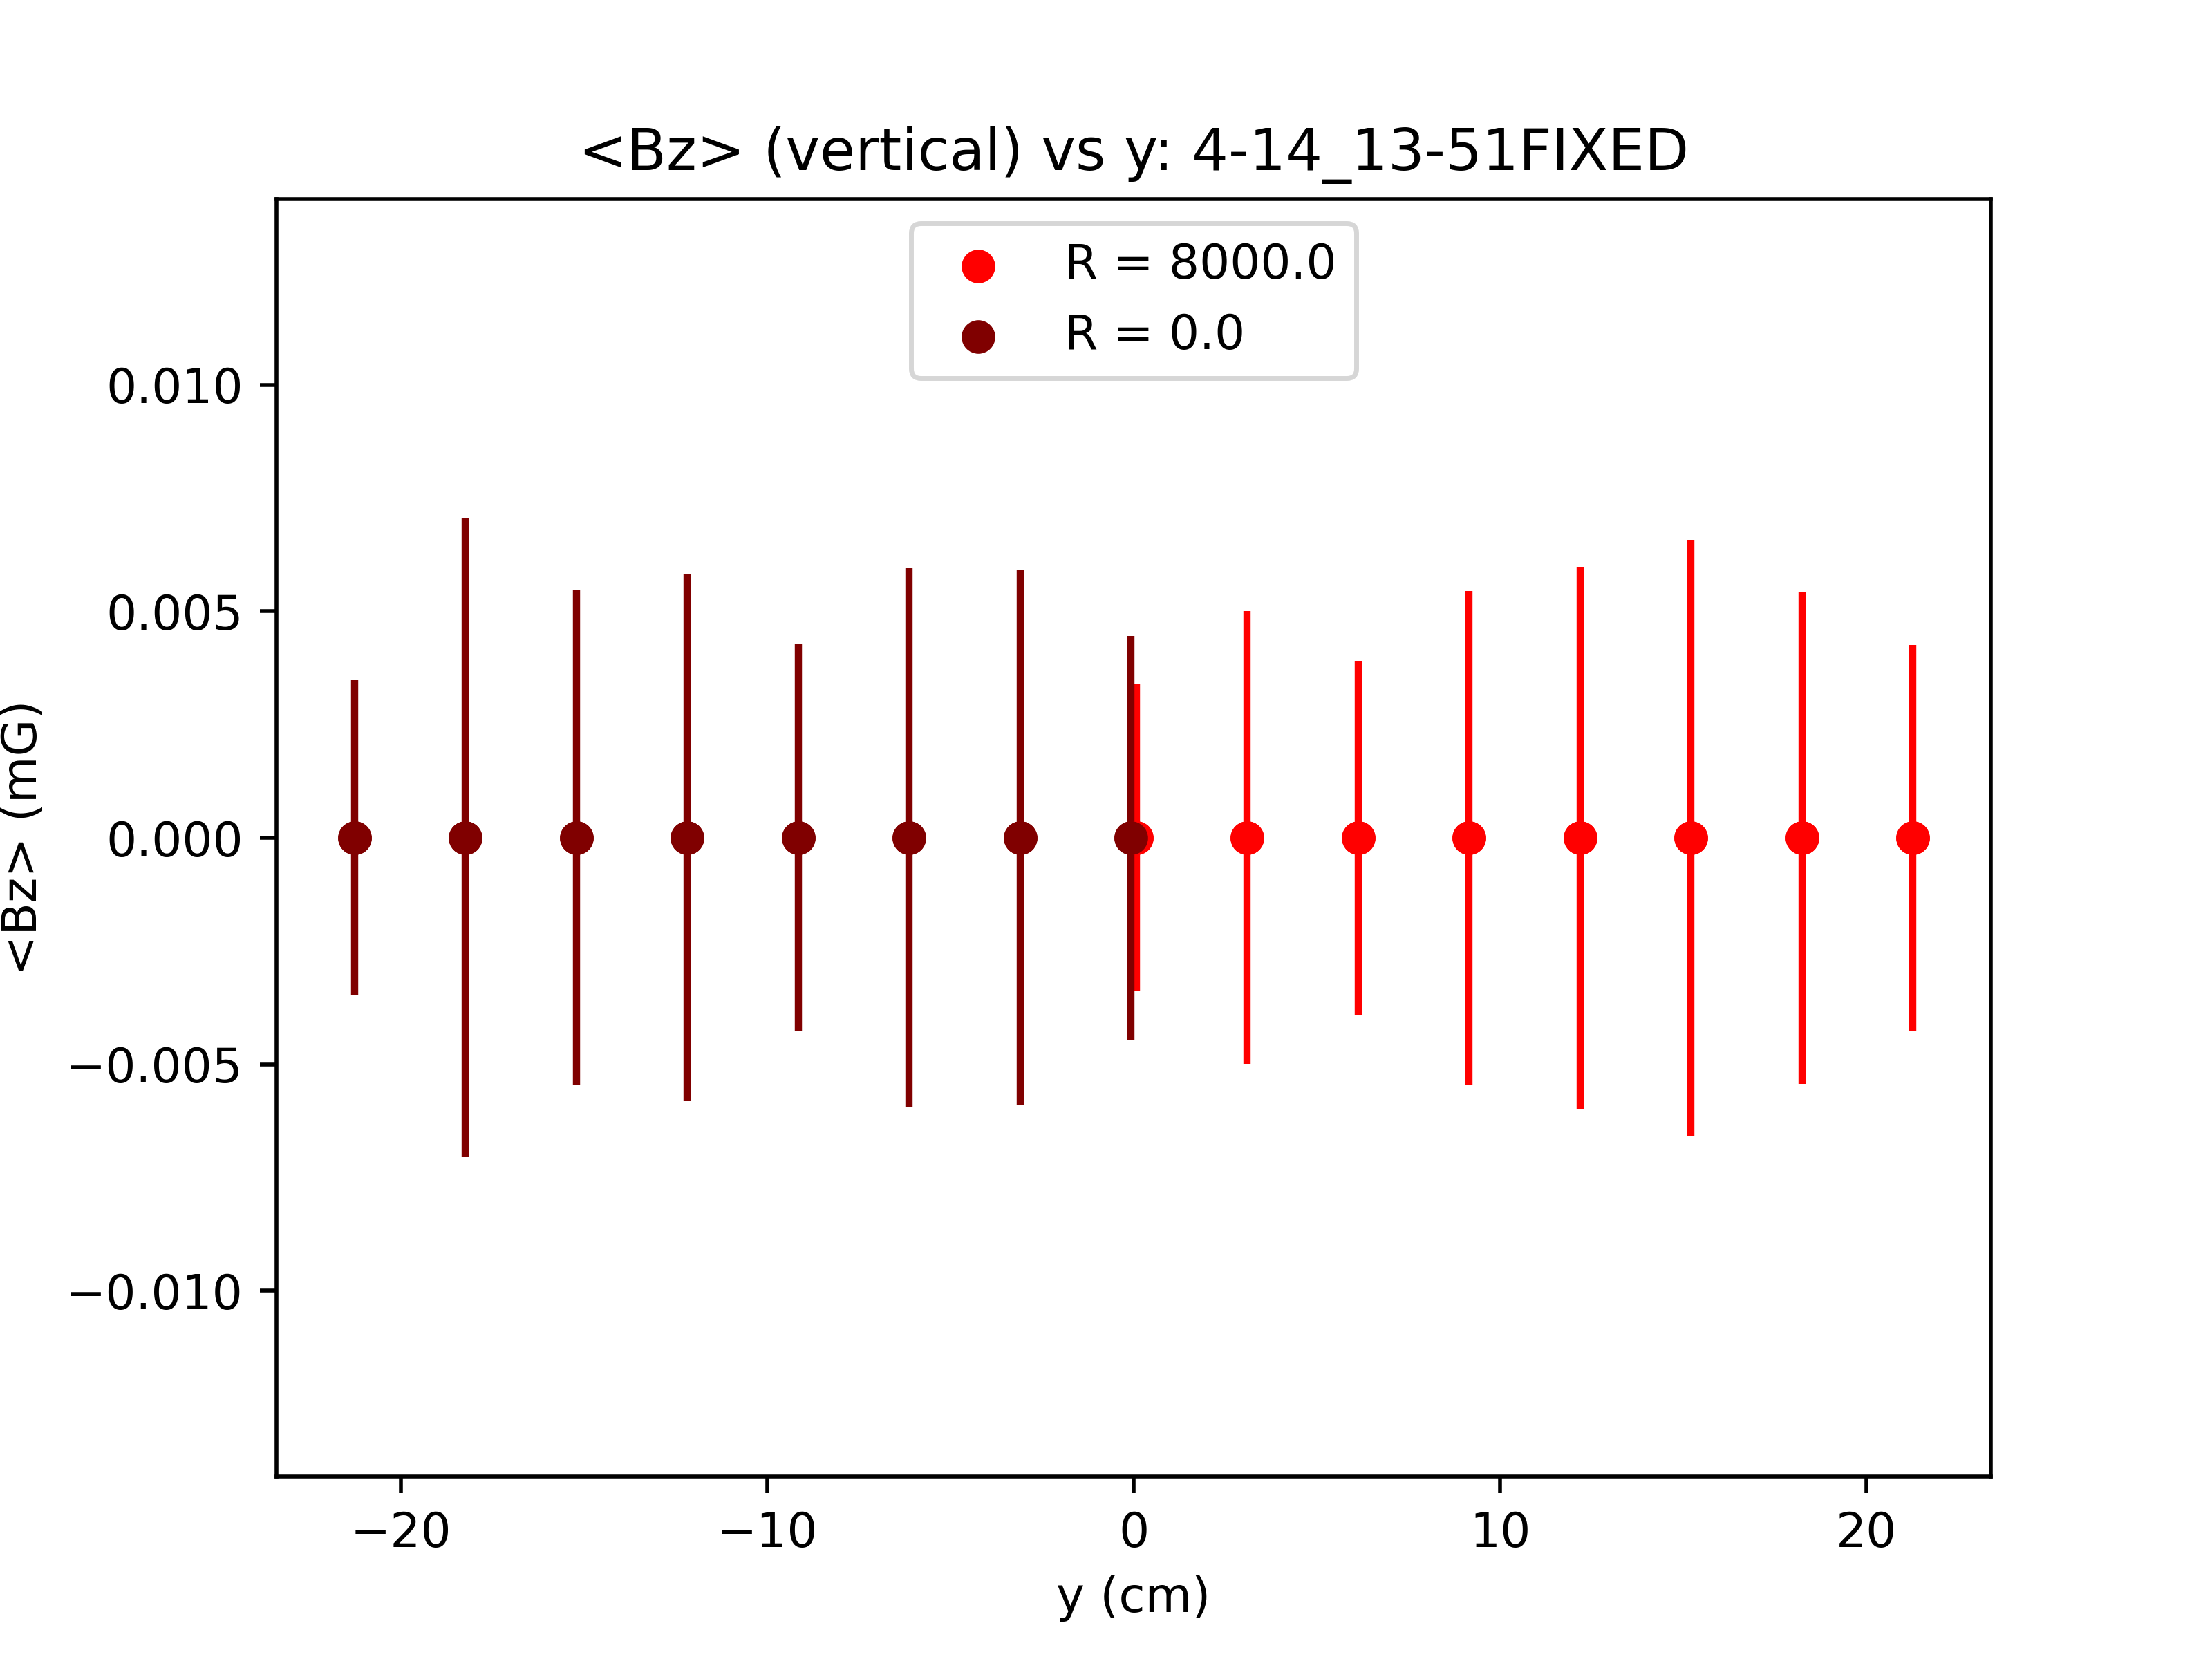 <Bz> (vertical) vs y: 4-14_13-51FIXED
R = 8000.0
R = 0.0
0.010
0.005
0.000
−0.005
−0.010
<Bz> (mG)
−20
−10
0
10
20
y (cm)